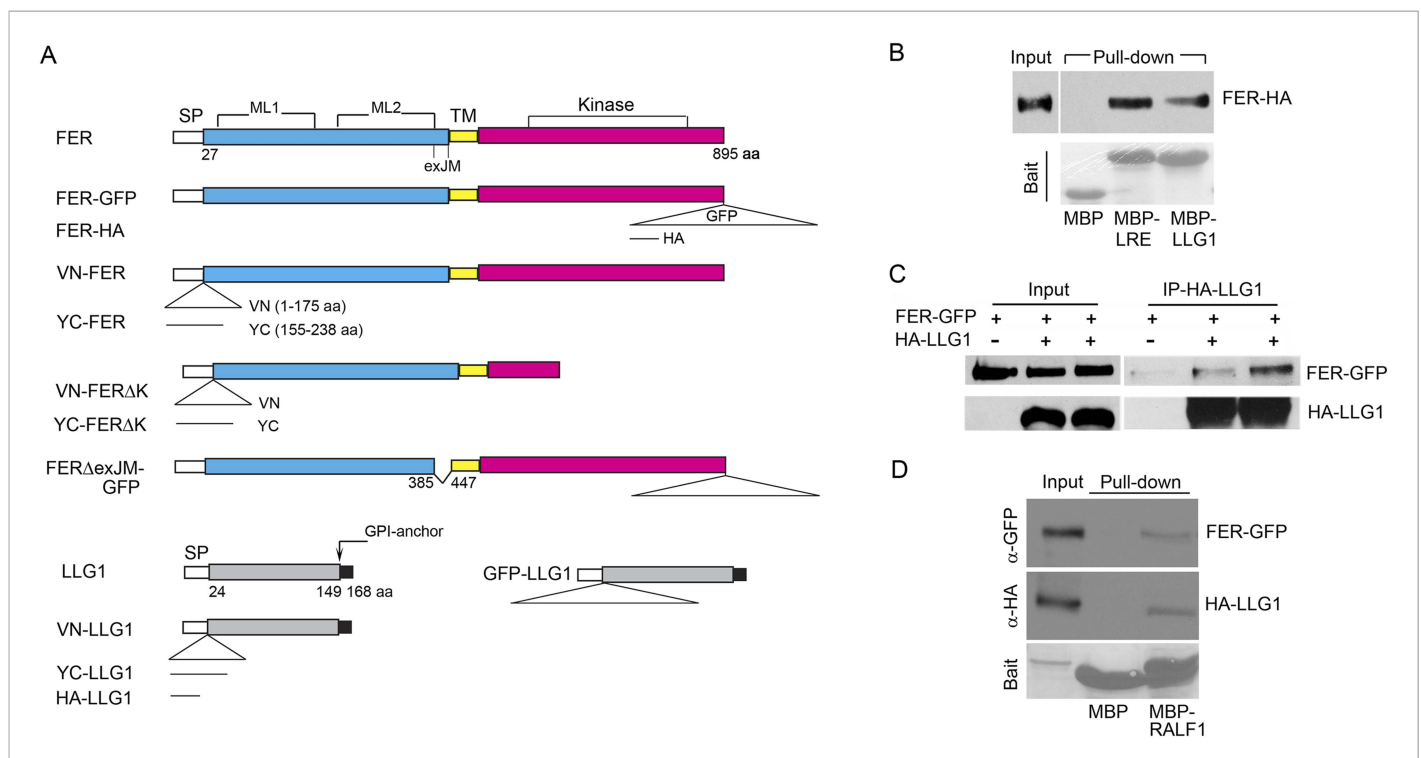 A
SP
ML1
ML2
TM
Kinase
FER
27
exJM
895 aa
FER-GFP
GFP
FER-HA
HA
VN-FER
VN (1-175 aa)
YC-FER
YC (155-238 aa)
VN-FERΔK
VN
YC-FERΔK
YC
FERΔexJM-
GFP
385
447
GPI-anchor
SP
LLG1
24
149
168 aa
GFP-LLG1
VN-LLG1
YC-LLG1
HA-LLG1
B
Input
Pull-down
FER-HA
Bait
MBP
MBP-
LRE
MBP-
LLG1
C
Input
IP-HA-LLG1
FER-GFP + + + + + +
HA-LLG1 - + + - + +
FER-GFP
HA-LLG1
D
Input
Pull-down
α-GFP
FER-GFP
α-HA
HA-LLG1
Bait
MBP
MBP-
RALF1